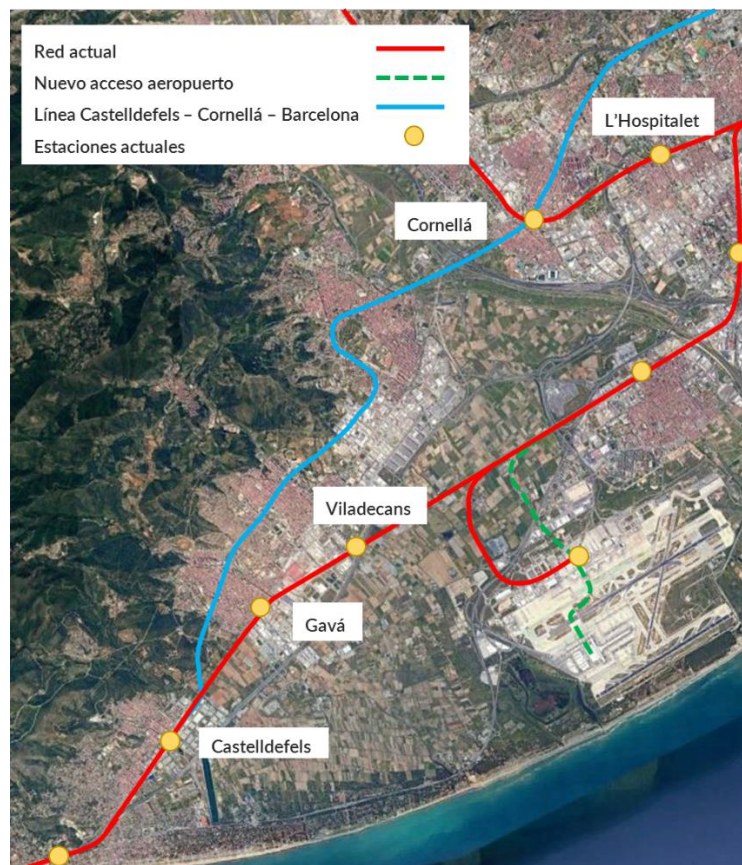 Red actual
Nuevo acceso aeropuerto
Línea Castelldefels – Cornellá – Barcelona
Estaciones actuales
L'Hospitalet
Cornellá
Viladecans
Gavá
Castelldefels